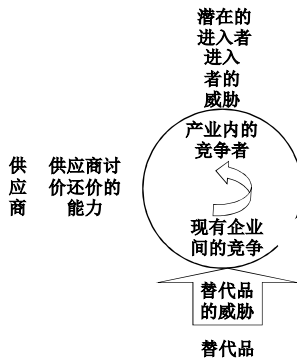 潜在的
进入者
进入
者的
威胁
产业内的
竞争者
供
应
商
供应商讨
价还价的
能力
现有企业
间的竞争
替代品
的威胁
替代品